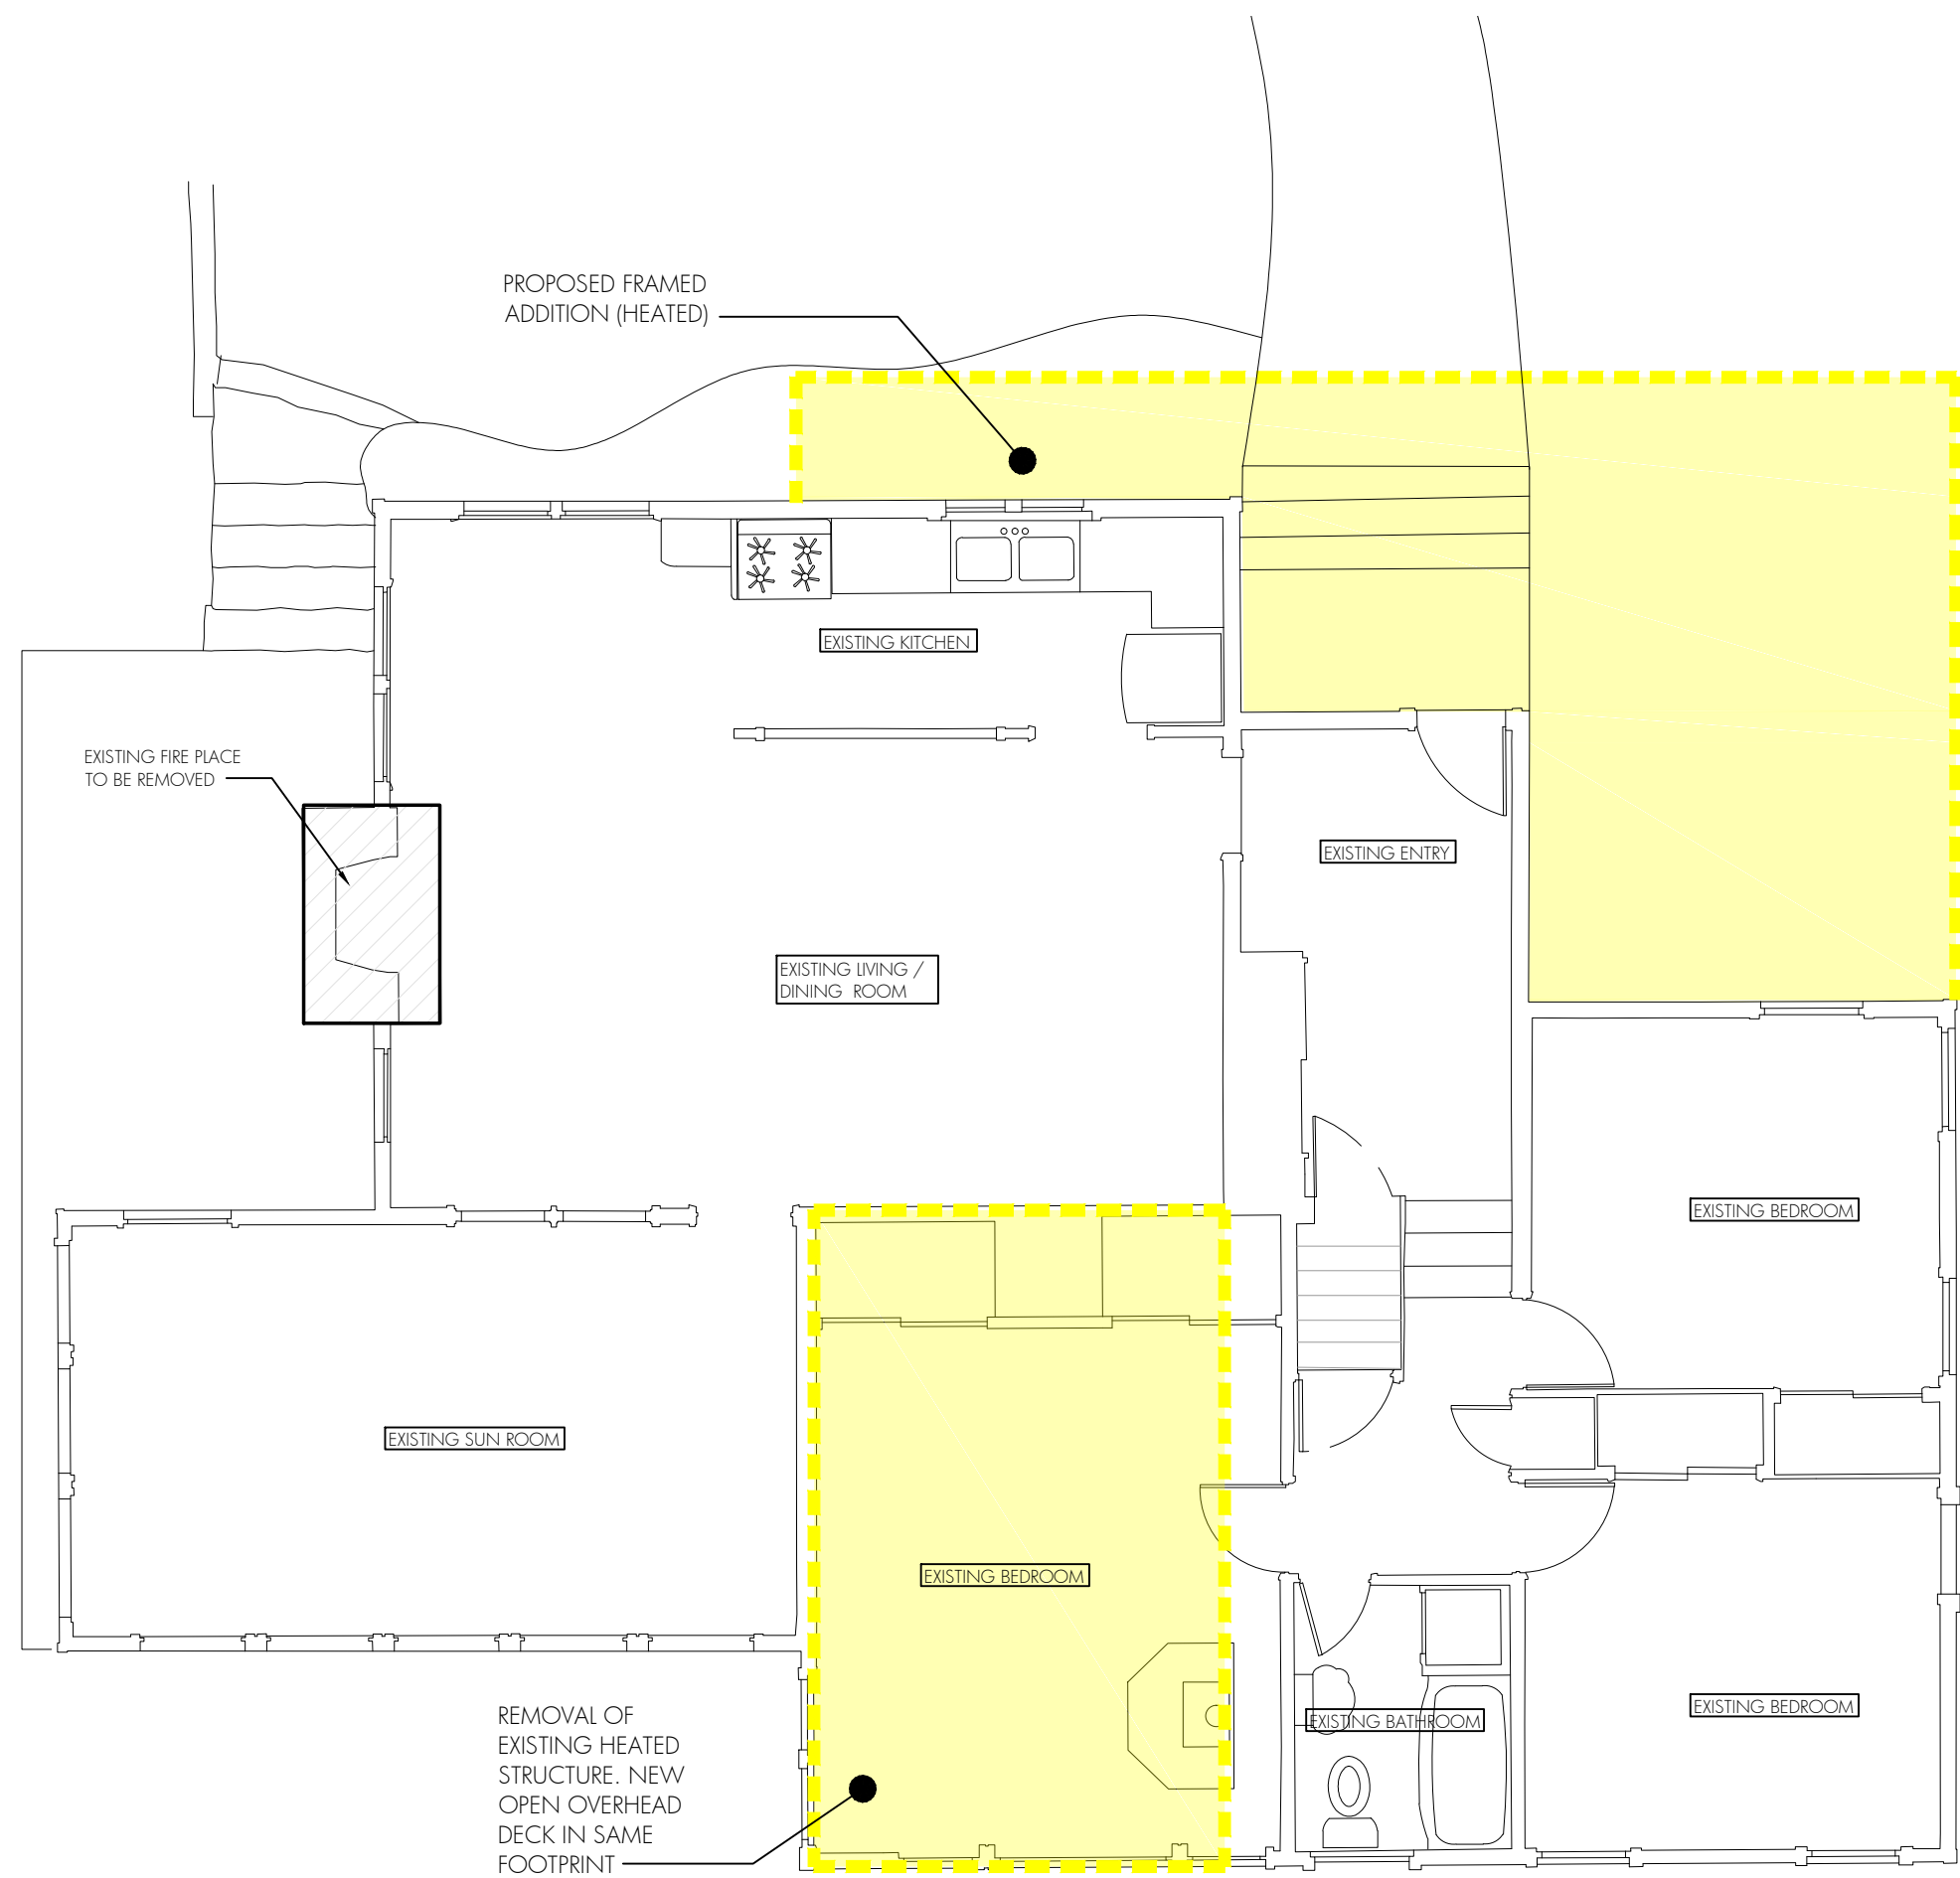 PROPOSED FRAMED
ADDITION (HEATED)
EXISTING KITCHEN
EXISTING FIRE PLACE
TO BE REMOVED
EXISTING ENTRY
EXISTING LIVING /
DINING ROOM
EXISTING BEDROOM
EXISTING SUN ROOM
EXISTING BEDROOM
EXISTING BEDROOM
EXISTING BATHROOM
REMOVAL OF
EXISTING HEATED
STRUCTURE. NEW
OPEN OVERHEAD
DECK IN SAME
FOOTPRINT